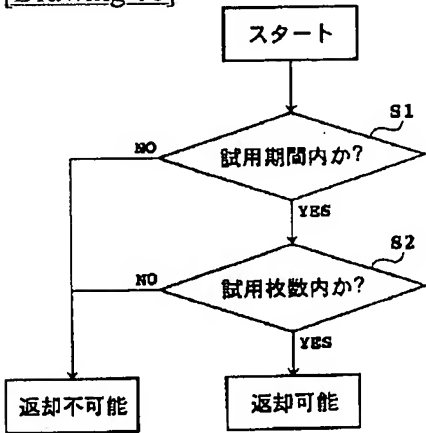 スタート
S1
試用期間内か?
NO
YES
S2
試用枚数内か?
NO
YES
返却不可能
返却可能